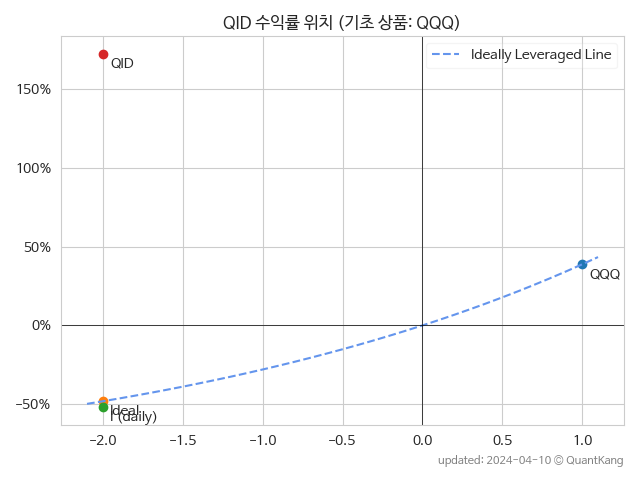 QID 수익률 위치 (기초 상품: QQQ)
Ideally Leveraged Line
QID
150%
100%
50%
QQQ
0%
-50%
Ideal
(daily)
-2.0 -1.5 -1.0 -0.5 0.0 0.5 1.0
updated: 2024-04-10 © QuantKang